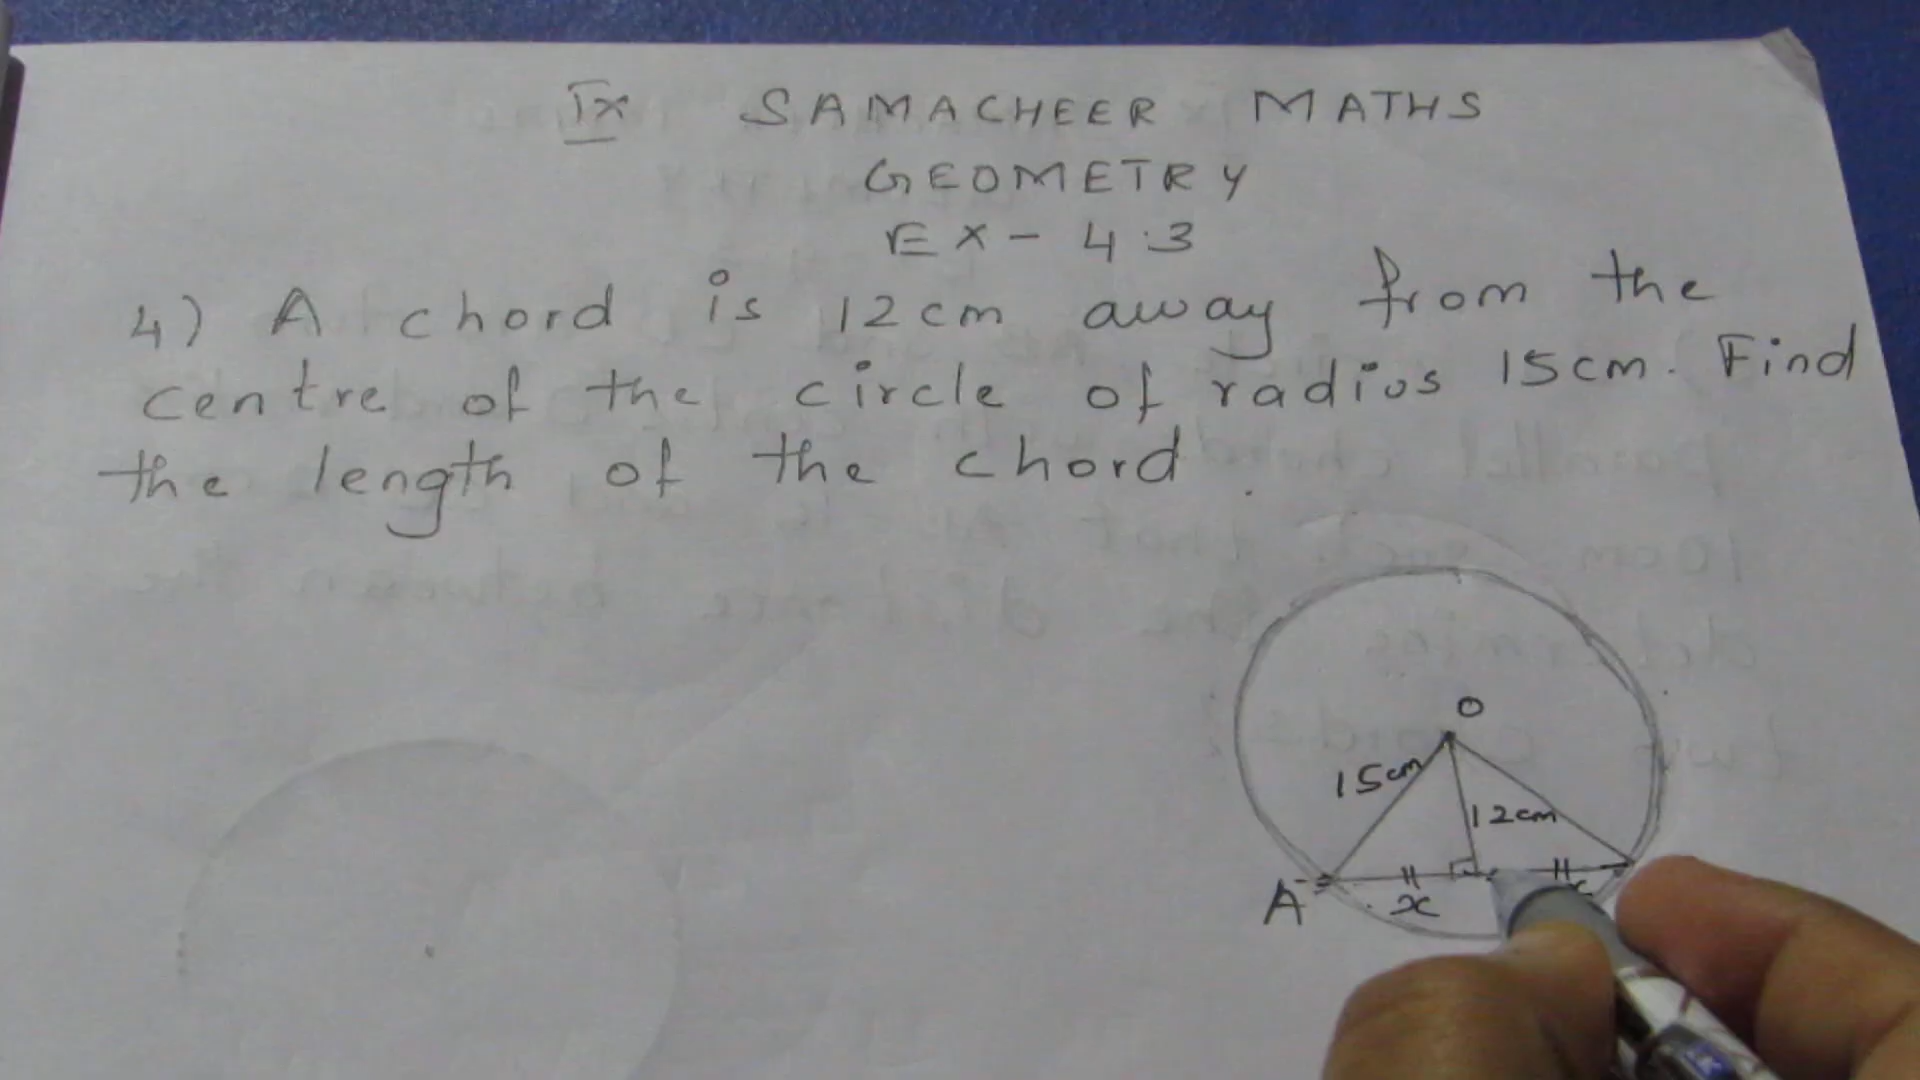 IX SAMACHEER MATHS
GEOMETRY
EX - 4.3
4) A chord is 12cm away from the
centre of the circle of radius 15cm. Find
the length of the chord.
O
15cm
12cm
A x x